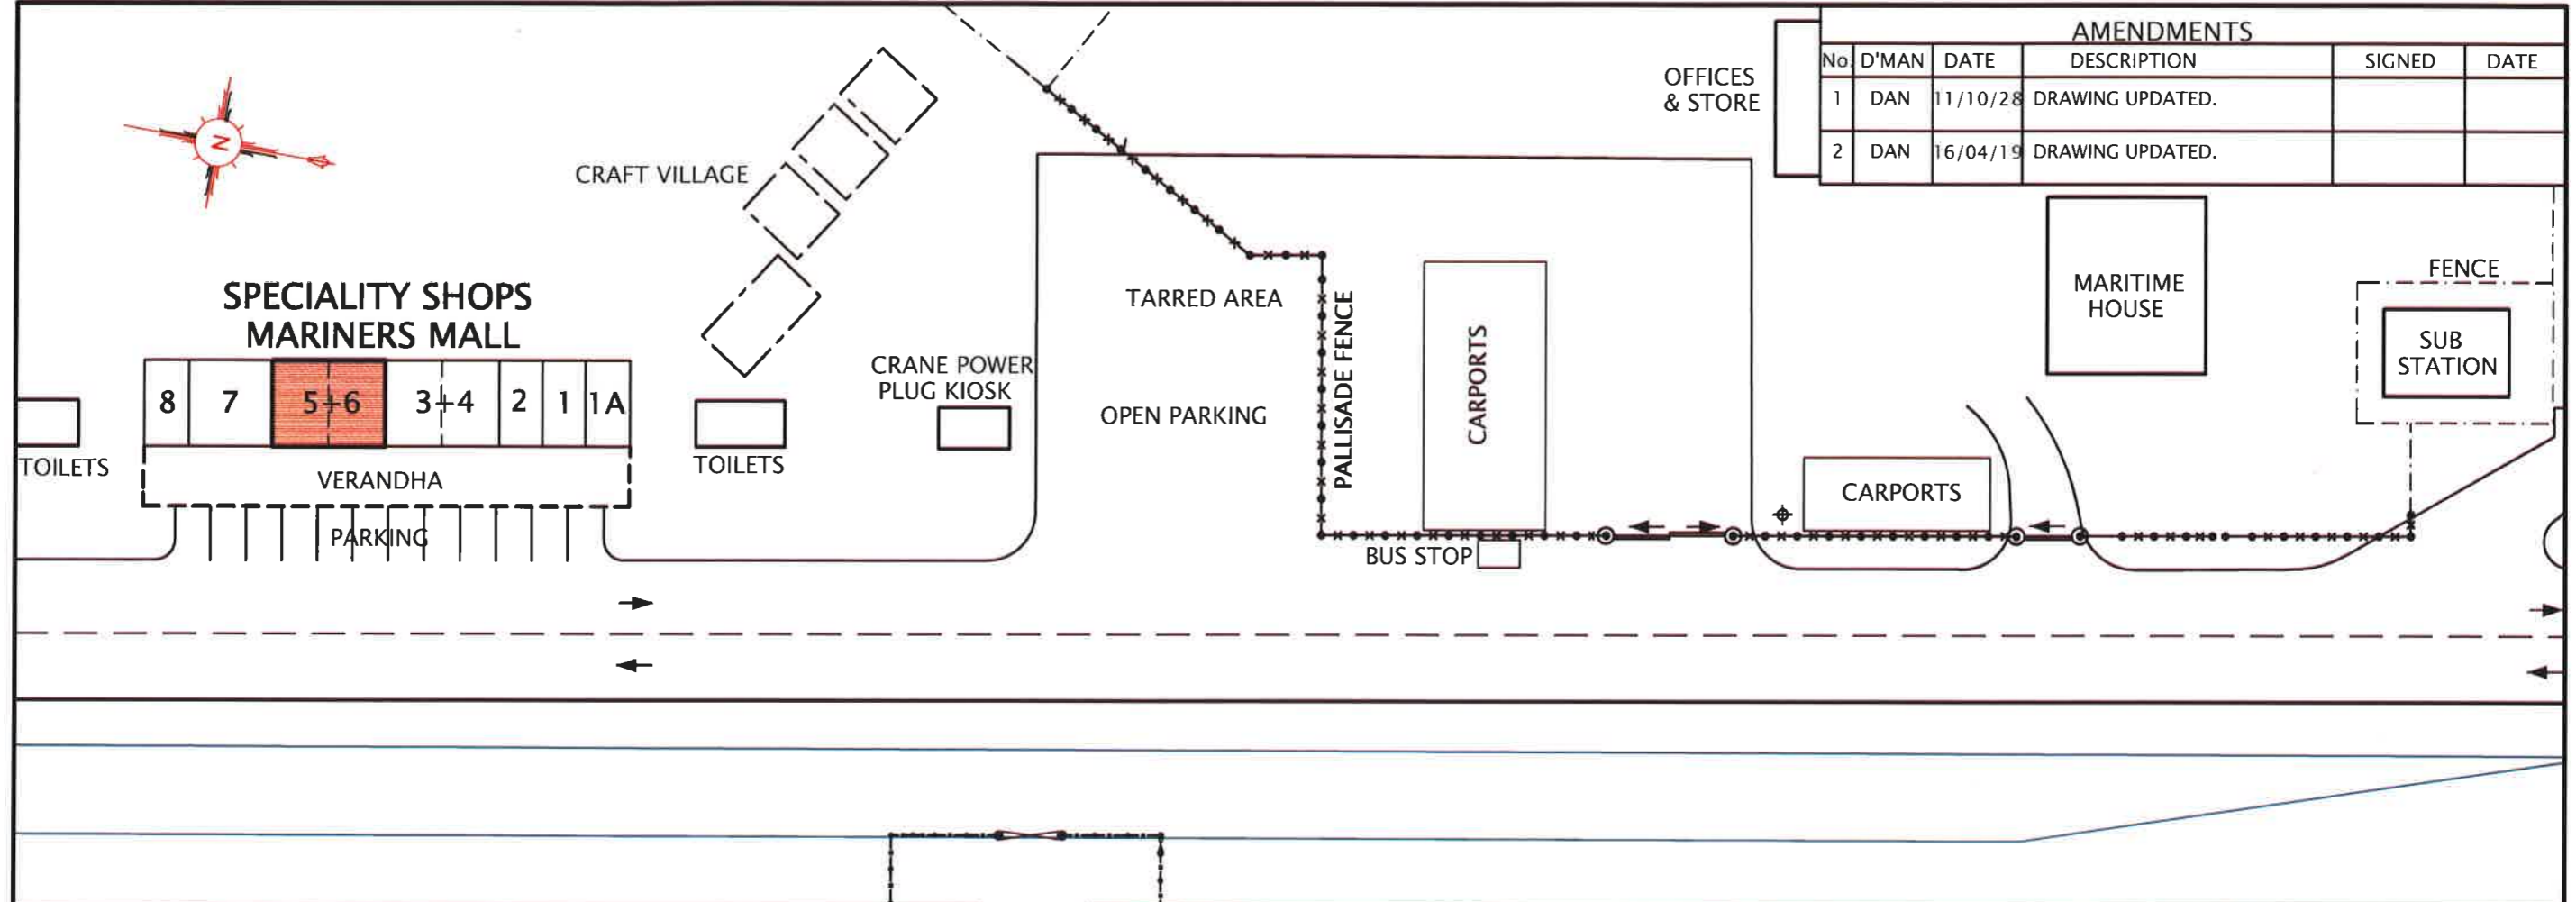 AMENDMENTS
No. D'MAN DATE DESCRIPTION SIGNED DATE
1 DAN 11/10/28 DRAWING UPDATED.
2 DAN 16/04/19 DRAWING UPDATED.
OFFICES
& STORE
N
CRAFT VILLAGE
SPECIALITY SHOPS
MARINERS MALL
8 7 5+6 3+4 2 1 1A
VERANDHA
PARKING
TOILETS
TOILETS
CRANE POWER
PLUG KIOSK
TARRED AREA
OPEN PARKING
PALLISADE FENCE
CARPORTS
BUS STOP
CARPORTS
MARITIME
HOUSE
FENCE
SUB
STATION